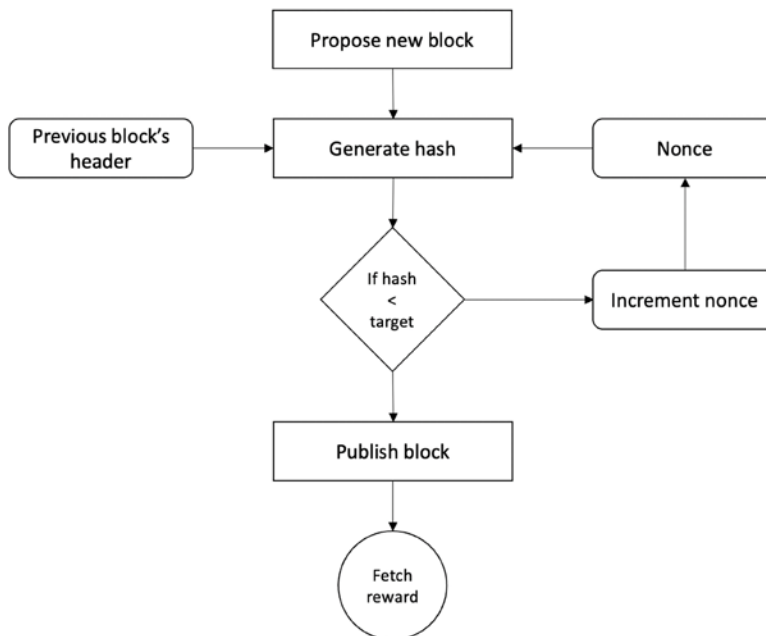 Propose new block
Previous block’s
header
Generate hash
Nonce
If hash
<
target
Increment nonce
Publish block
Fetch
reward